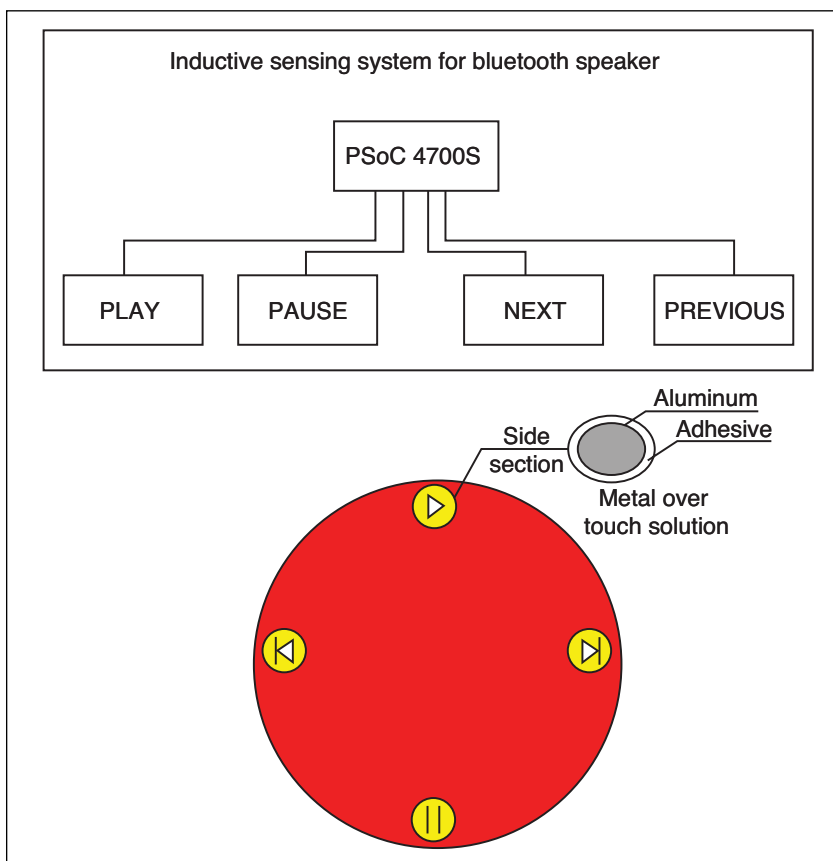 Inductive sensing system for bluetooth speaker
PSoC 4700S
PLAY
PAUSE
NEXT
PREVIOUS
Aluminum
Adhesive
Side
section
Metal over
touch solution